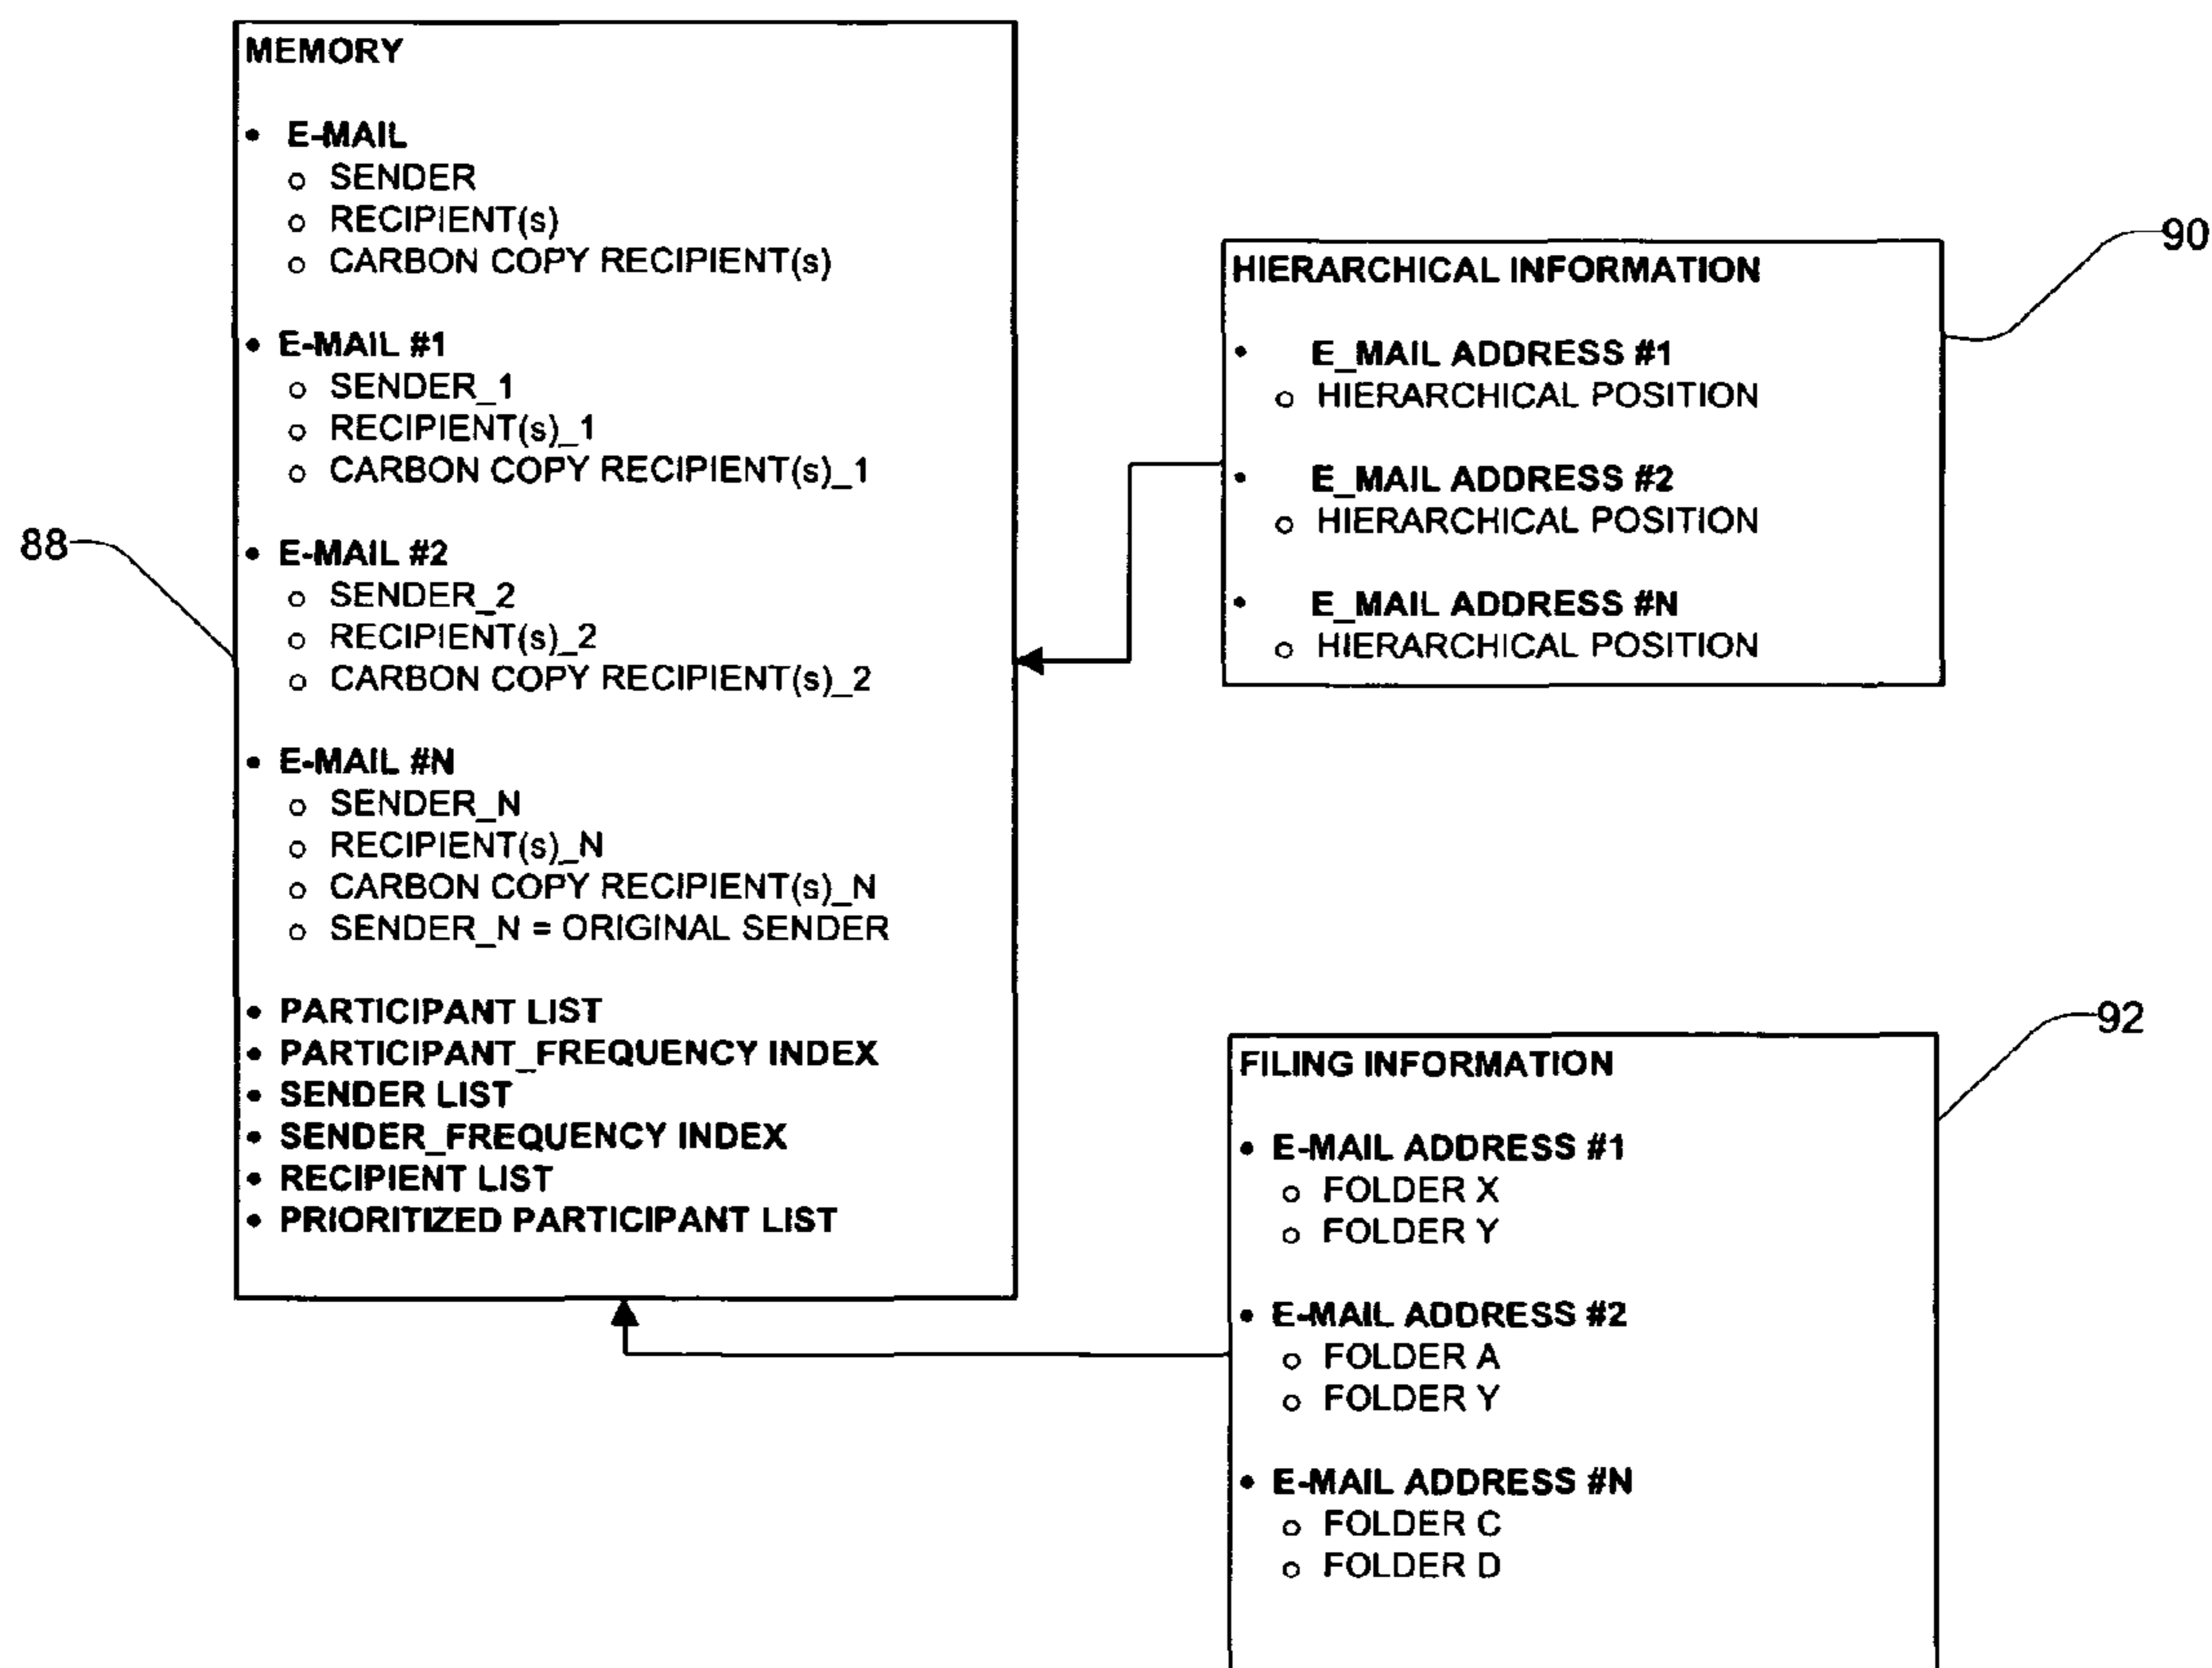 MEMORY
• E-MAIL
o SENDER
o RECIPIENT(s)
o CARBON COPY RECIPIENT(s)
• E-MAIL #1
o SENDER_1
o RECIPIENT(s)_1
o CARBON COPY RECIPIENT(s)_1
• E-MAIL #2
o SENDER_2
o RECIPIENT(s)_2
o CARBON COPY RECIPIENT(s)_2
• E-MAIL #N
o SENDER_N
o RECIPIENT(s)_N
o CARBON COPY RECIPIENT(s)_N
o SENDER_N = ORIGINAL SENDER
• PARTICIPANT LIST
• PARTICIPANT_FREQUENCY INDEX
• SENDER LIST
• SENDER_FREQUENCY INDEX
• RECIPIENT LIST
• PRIORITIZED PARTICIPANT LIST
88
HIERARCHICAL INFORMATION
• E_MAIL ADDRESS #1
o HIERARCHICAL POSITION
• E_MAIL ADDRESS #2
o HIERARCHICAL POSITION
• E_MAIL ADDRESS #N
o HIERARCHICAL POSITION
90
FILING INFORMATION
• E-MAIL ADDRESS #1
o FOLDER X
o FOLDER Y
• E-MAIL ADDRESS #2
o FOLDER A
o FOLDER Y
• E-MAIL ADDRESS #N
o FOLDER C
o FOLDER D
92